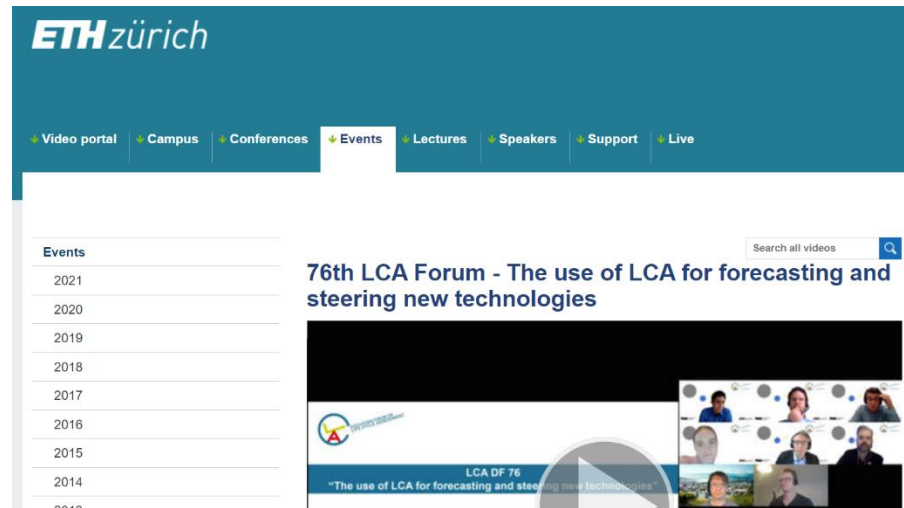 ETH zürich
Video portal Campus Conferences Events Lectures Speakers Support Live
Search all videos
Events
2021
2020
2019
2018
2017
2016
2015
2014
76th LCA Forum - The use of LCA for forecasting and
steering new technologies
LCA
LCA DF 76
"The use of LCA for forecasting and steering new technologies"